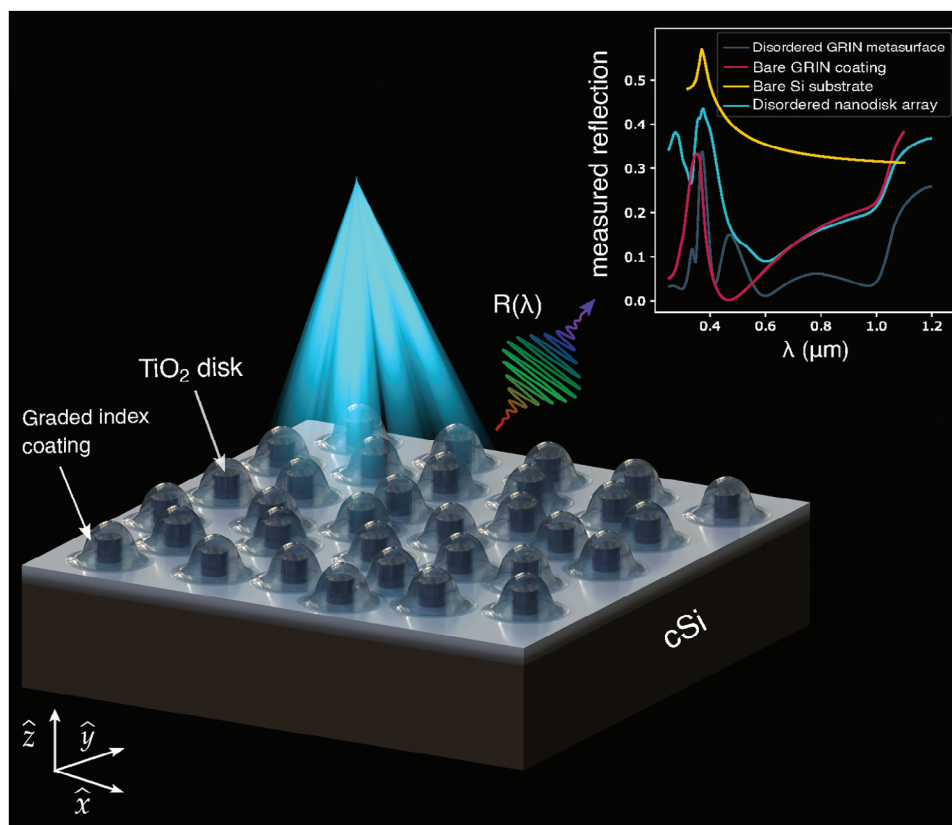 Disordered GRIN metasurface
Bare GRIN coating
Bare Si substrate
Disordered nanodisk array
measured reflection
0.5
0.4
0.3
0.2
0.1
0.0
0.4
0.6
0.8
1.0
1.2
λ (μm)
R(λ)
TiO₂ disk
Graded index
coating
cSi
ẑ
ŷ
x̂